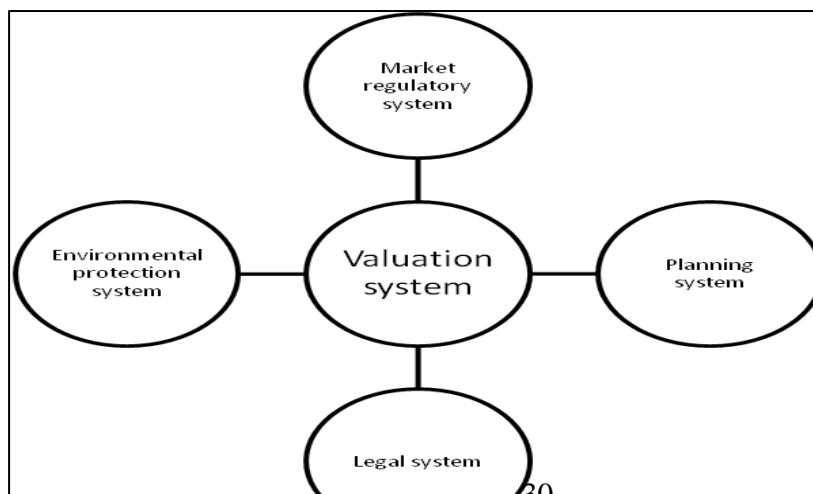 Market
regulatory
system
Environmental
protection
system
Valuation
system
Planning
system
Legal system
30